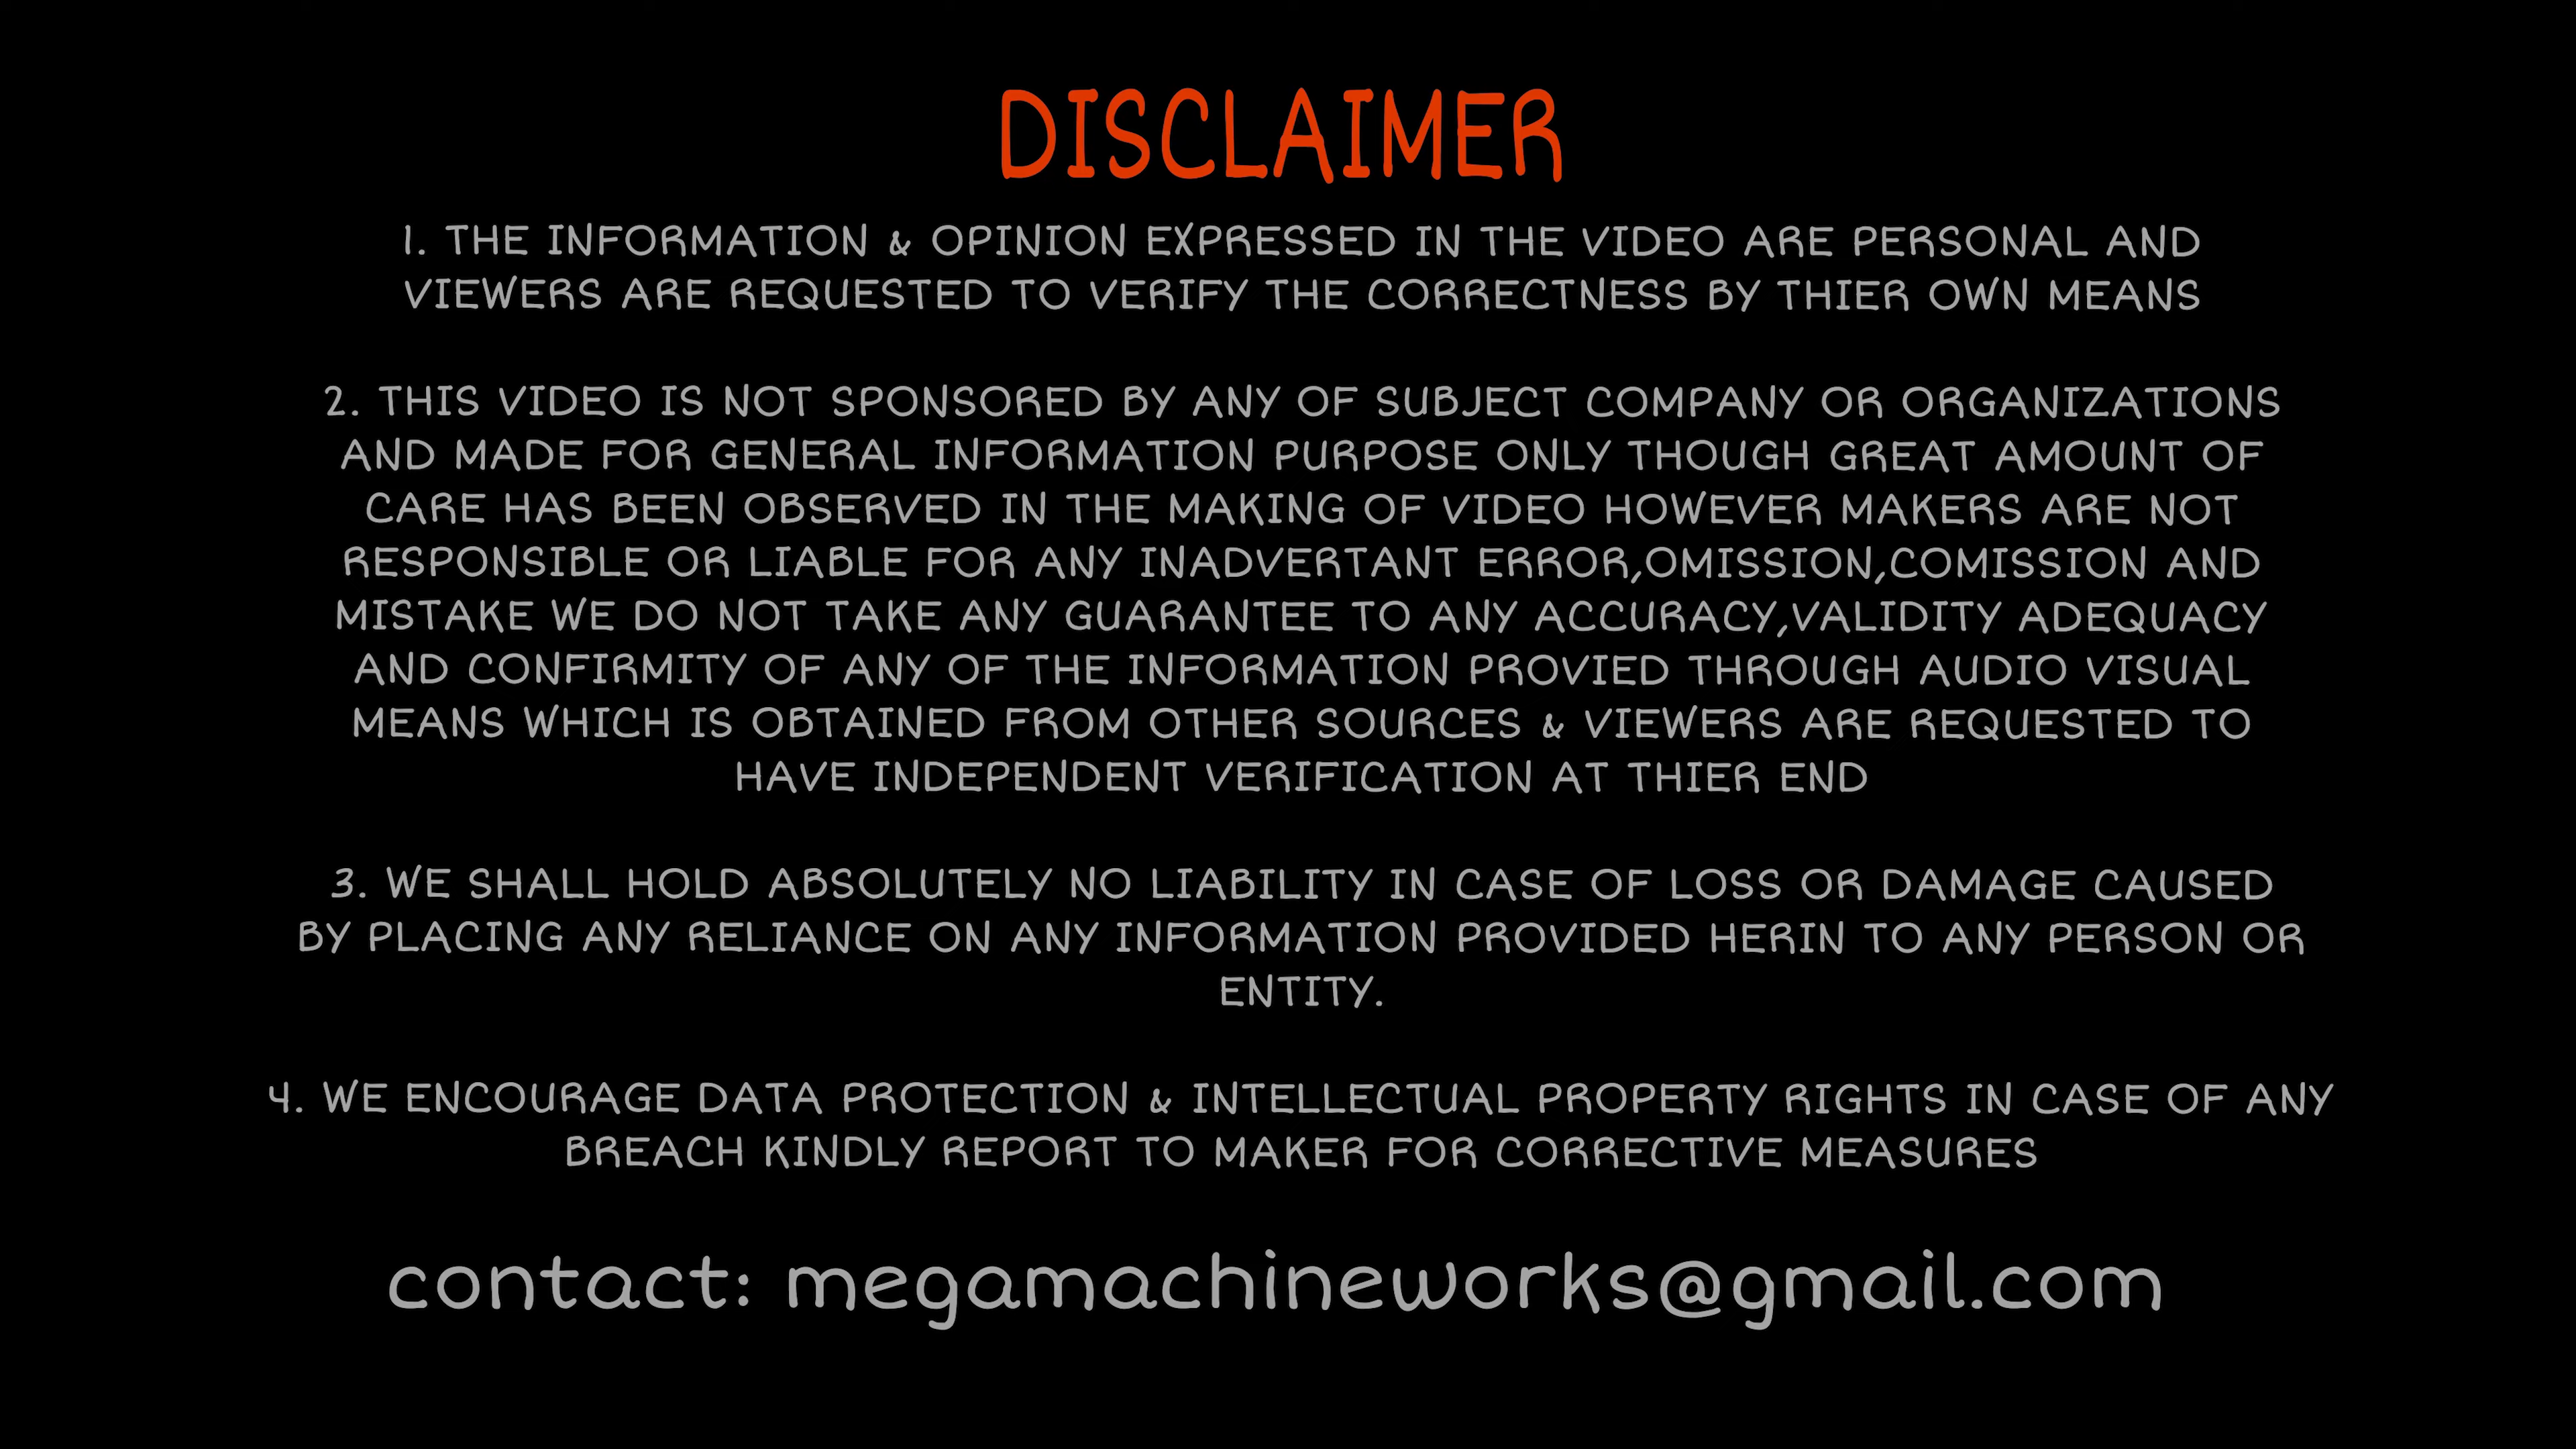 DISCLAIMER
1. THE INFORMATION & OPINION EXPRESSED IN THE VIDEO ARE PERSONAL AND
VIEWERS ARE REQUESTED TO VERIFY THE CORRECTNESS BY THIER OWN MEANS
2. THIS VIDEO IS NOT SPONSORED BY ANY OF SUBJECT COMPANY OR ORGANIZATIONS
AND MADE FOR GENERAL INFORMATION PURPOSE ONLY THOUGH GREAT AMOUNT OF
CARE HAS BEEN OBSERVED IN THE MAKING OF VIDEO HOWEVER MAKERS ARE NOT
RESPONSIBLE OR LIABLE FOR ANY INADVERTANT ERROR,OMISSION,COMISSION AND
MISTAKE WE DO NOT TAKE ANY GUARANTEE TO ANY ACCURACY,VALIDITY ADEQUACY
AND CONFIRMITY OF ANY OF THE INFORMATION PROVIED THROUGH AUDIO VISUAL
MEANS WHICH IS OBTAINED FROM OTHER SOURCES & VIEWERS ARE REQUESTED TO
HAVE INDEPENDENT VERIFICATION AT THIER END
3. WE SHALL HOLD ABSOLUTELY NO LIABILITY IN CASE OF LOSS OR DAMAGE CAUSED
BY PLACING ANY RELIANCE ON ANY INFORMATION PROVIDED HERIN TO ANY PERSON OR
ENTITY.
4. WE ENCOURAGE DATA PROTECTION & INTELLECTUAL PROPERTY RIGHTS IN CASE OF ANY
BREACH KINDLY REPORT TO MAKER FOR CORRECTIVE MEASURES
contact: megamachineworks@gmail.com